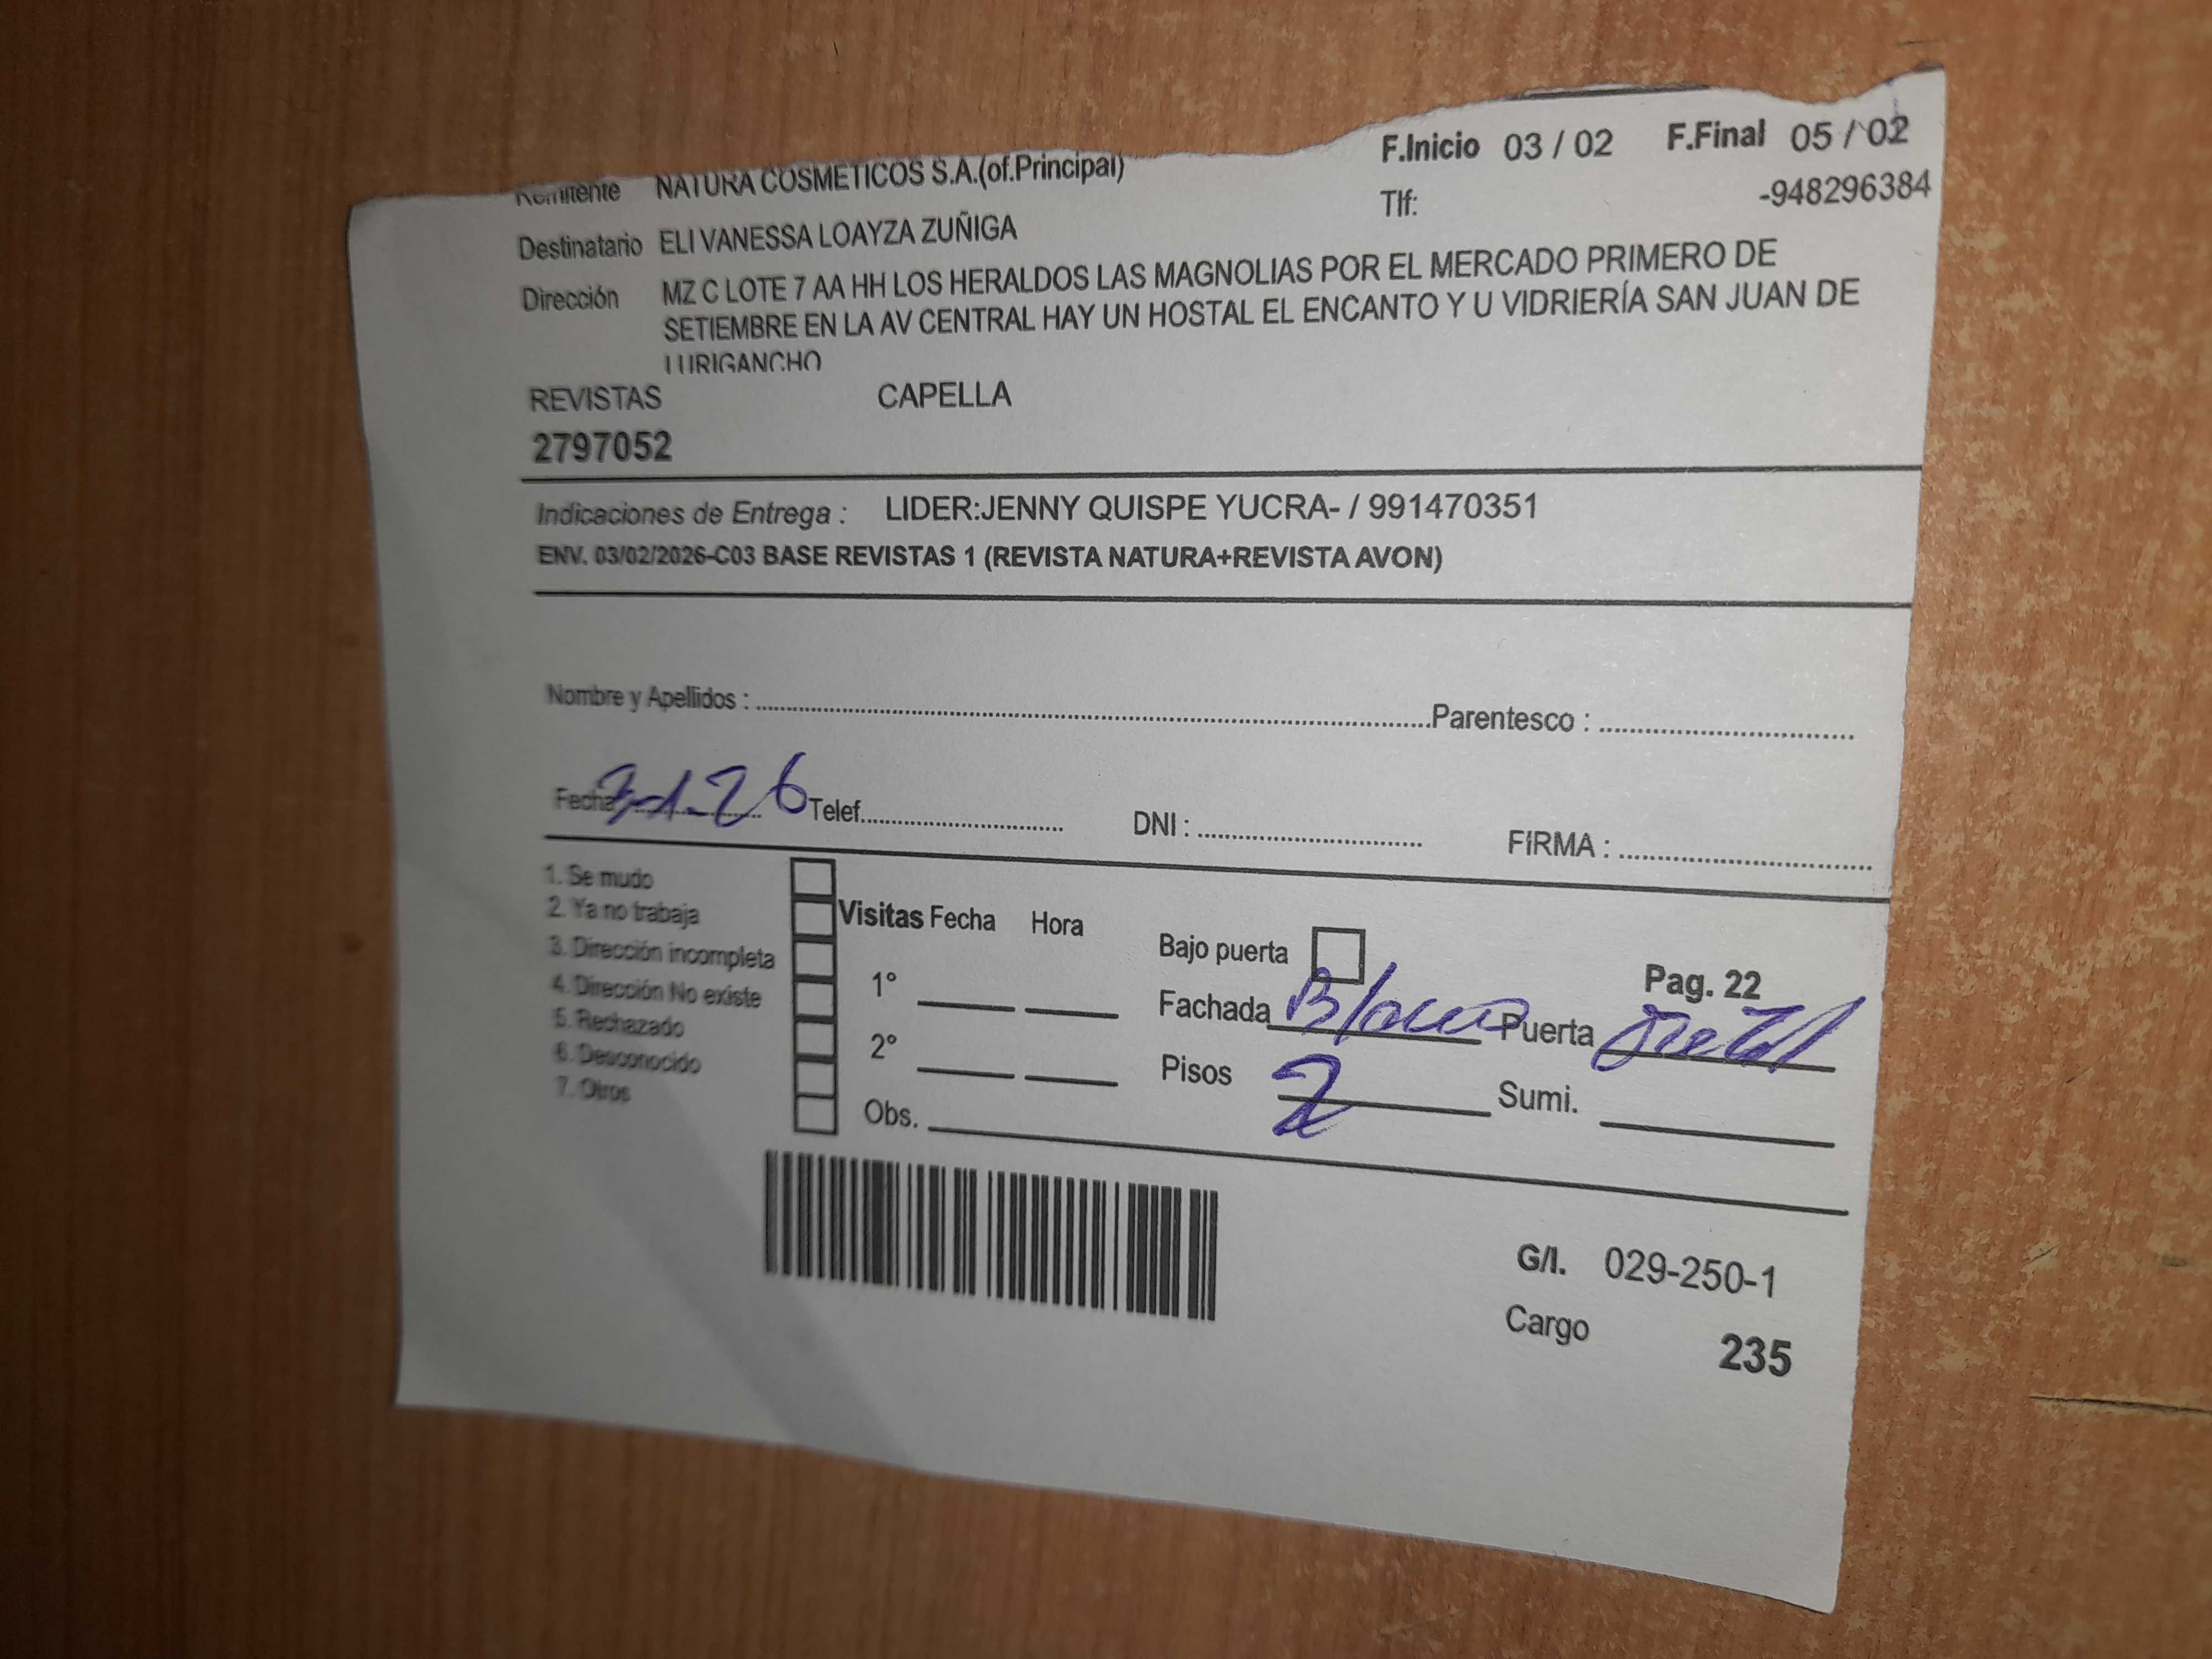 Remitente NATURA COSMETICOS S.A.(of.Principal) F.Inicio 03 / 02 F.Final 05 / 02
Tlf: -948296384
Destinatario ELI VANESSA LOAYZA ZUÑIGA
Dirección MZ C LOTE 7 AA HH LOS HERALDOS LAS MAGNOLIAS POR EL MERCADO PRIMERO DE
SETIEMBRE EN LA AV CENTRAL HAY UN HOSTAL EL ENCANTO Y U VIDRIERÍA SAN JUAN DE
LURIGANCHO
REVISTAS CAPELLA
2797052
Indicaciones de Entrega : LIDER:JENNY QUISPE YUCRA- / 991470351
ENV. 03/02/2026-C03 BASE REVISTAS 1 (REVISTA NATURA+REVISTA AVON)
Nombre y Apellidos : Parentesco :
Fecha Telef. DNI : FIRMA :
1. Se mudo
2. Ya no trabaja
3. Dirección incompleta
4. Dirección No existe
5. Rechazado
6. Desconocido
7. Otros
Visitas Fecha Hora
1°
2°
Obs.
Bajo puerta
Pag. 22
Fachada Puerta
Pisos 2 Sumi.
G/I. 029-250-1
Cargo 235